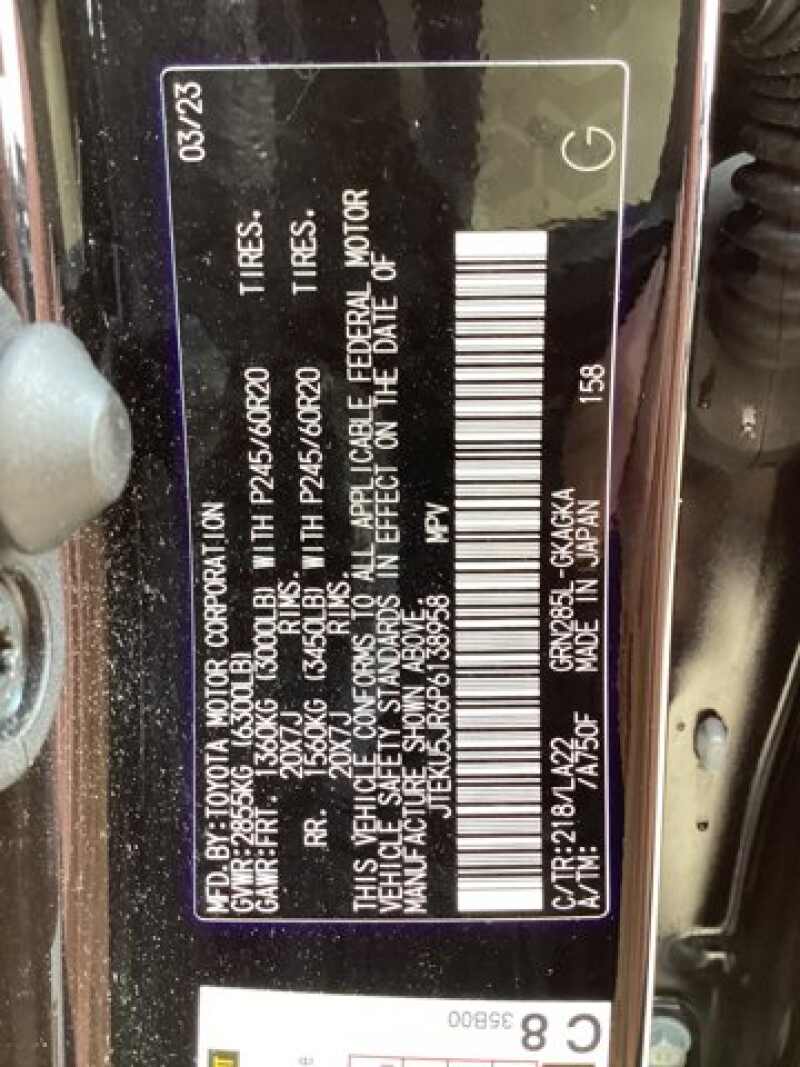 MFD.BY:TOYOTA MOTOR CORPORATION 03/23
GVWR:2855KG (6300LB)
GAWR:FRT. 1360KG (3000LB) WITH P245/60R20 TIRES.
20X7J RIMS.
RR. 1560KG (3450LB) WITH P245/60R20 TIRES.
20X7J RIMS.
THIS VEHICLE CONFORMS TO ALL APPLICABLE FEDERAL MOTOR
VEHICLE SAFETY STANDARDS IN EFFECT ON THE DATE OF
MANUFACTURE SHOWN ABOVE.
JTEKU5JR6P6138958 MPV
C/TR:218/LA22 GRN285L-GKAGKA 158
A/TM: /A750F MADE IN JAPAN
G
C8
35B00